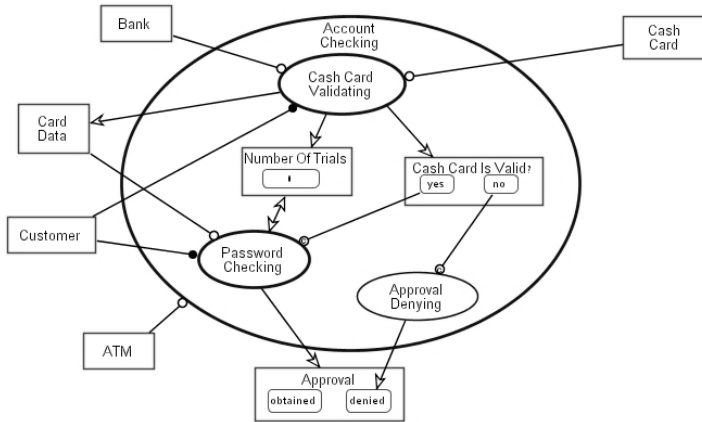 Bank
Account
Checking
Cash
Card
Cash Card
Validating
Card
Data
Number Of Trials
Cash Card Is Valid?
yes
no
Customer
Password
Checking
Approval
Denying
ATM
Approval
obtained
denied